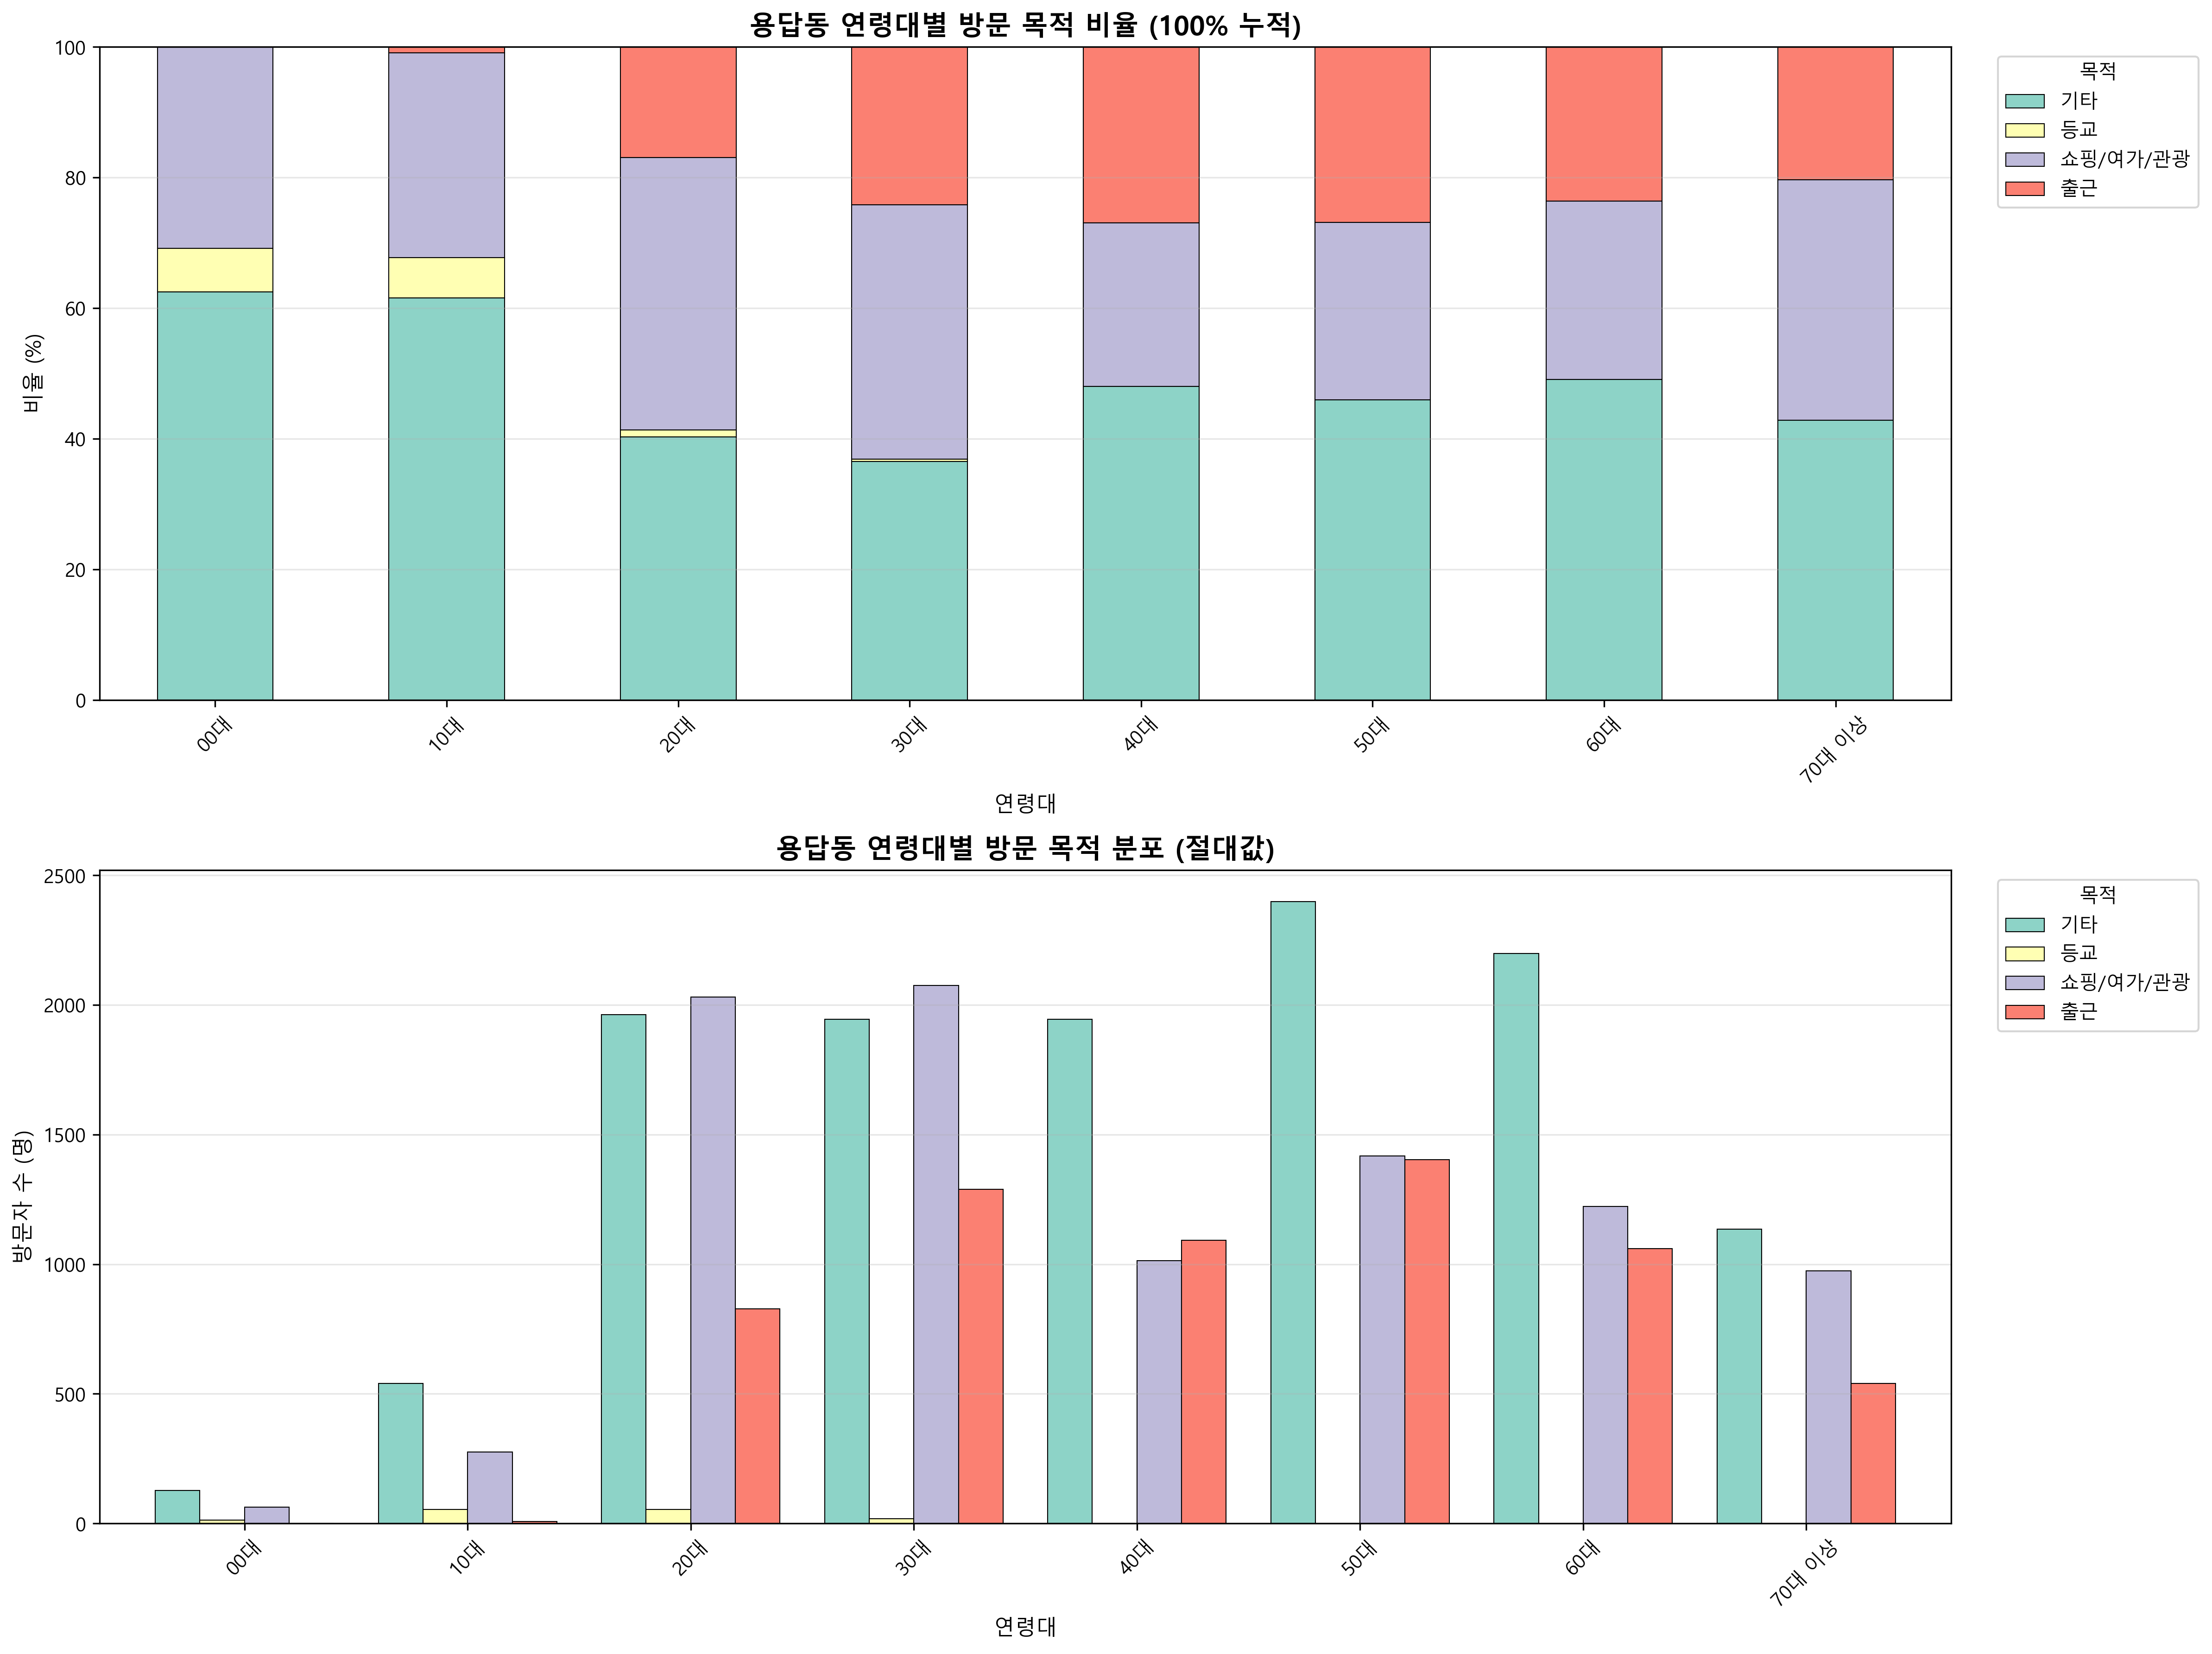 용답동 연령대별 방문 목적 비율 (100% 누적)
100
80
60
40
20
0
비율 (%)
00대
10대
20대
30대
40대
50대
60대
70대 이상
연령대
목적
기타
등교
쇼핑/여가/관광
출근
용답동 연령대별 방문 목적 분포 (절대값)
2500
2000
1500
1000
500
0
방문자 수 (명)
00대
10대
20대
30대
40대
50대
60대
70대 이상
연령대
목적
기타
등교
쇼핑/여가/관광
출근